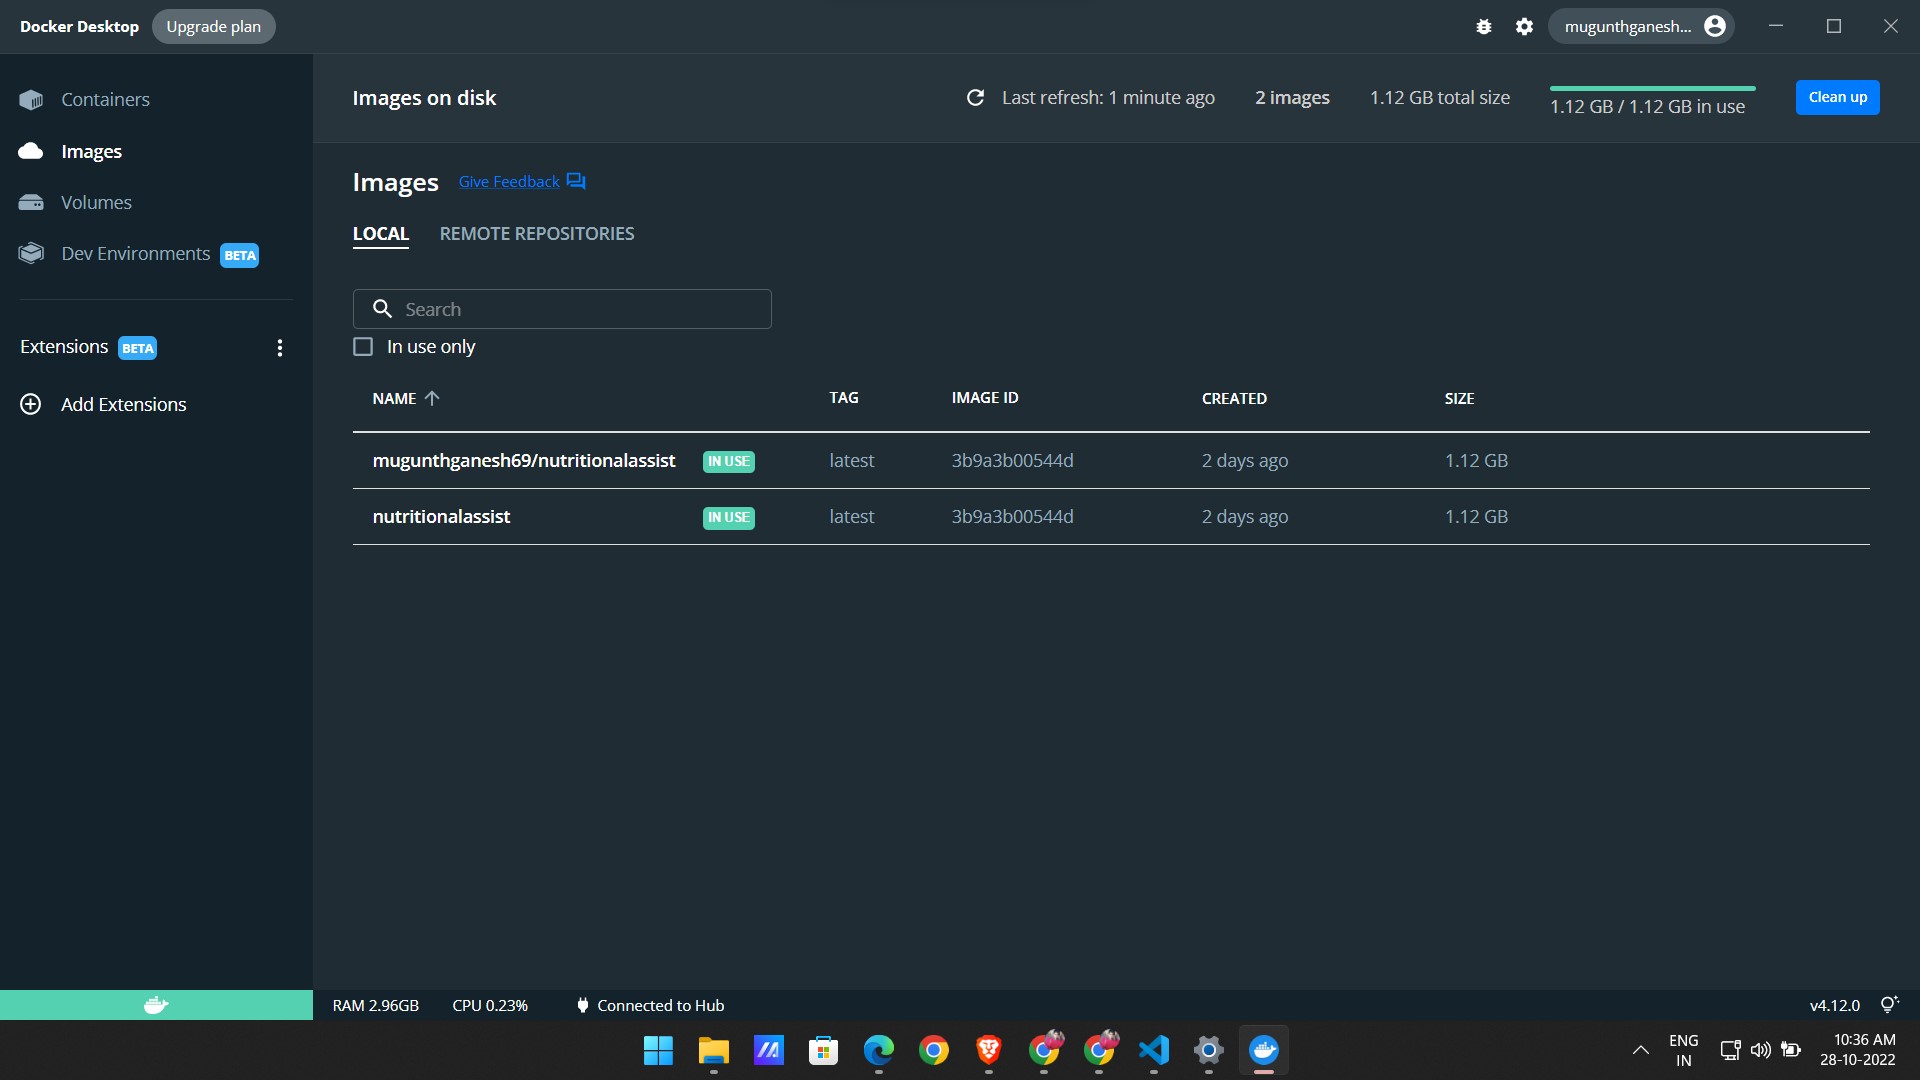 Docker Desktop Upgrade plan mugunthganesh...
Containers
Images
Volumes
Dev Environments BETA
Extensions BETA
Add Extensions
Images on disk Last refresh: 1 minute ago 2 images 1.12 GB total size 1.12 GB / 1.12 GB in use Clean up
Images Give Feedback
LOCAL REMOTE REPOSITORIES
Search
In use only
NAME TAG IMAGE ID CREATED SIZE
mugunthganesh69/nutritionalassist IN USE latest 3b9a3b00544d 2 days ago 1.12 GB
nutritionalassist IN USE latest 3b9a3b00544d 2 days ago 1.12 GB
RAM 2.96GB CPU 0.23% Connected to Hub v4.12.0
ENG 10:36 AM
IN 28-10-2022